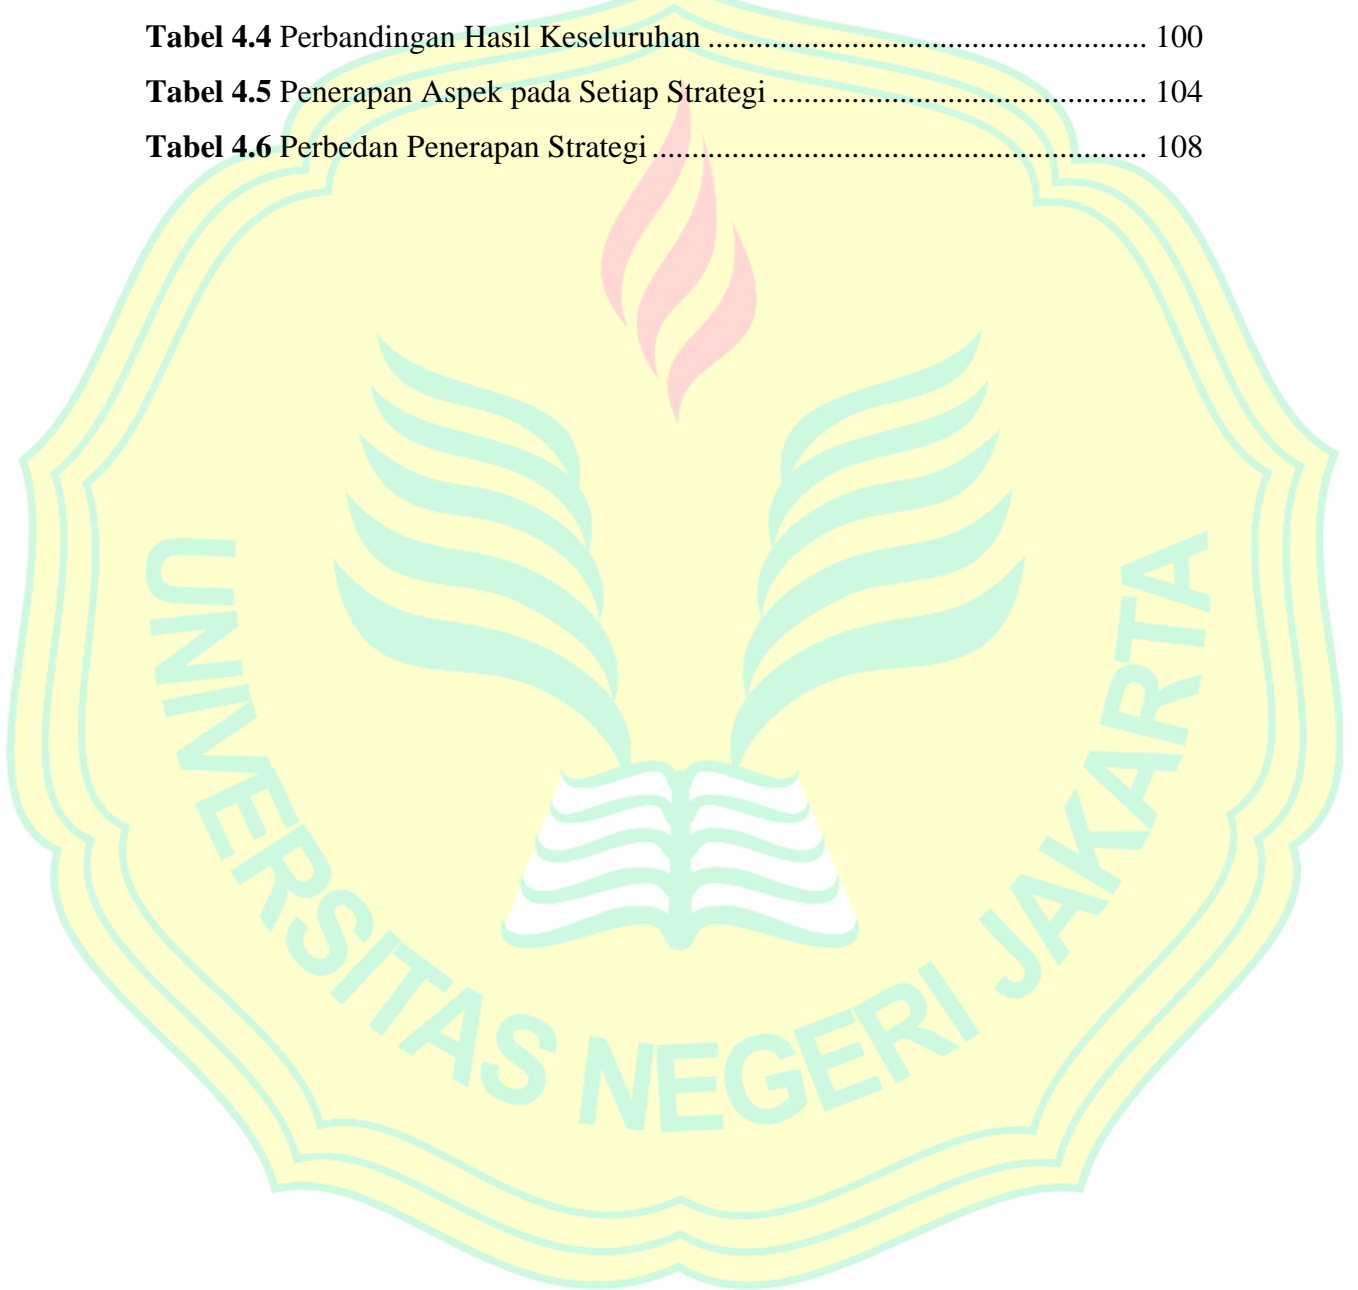 Tabel 4.4 Perbandingan Hasil Keseluruhan ....................................................... 100
Tabel 4.5 Penerapan Aspek pada Setiap Strategi ............................................... 104
Tabel 4.6 Perbedan Penerapan Strategi .............................................................. 108
UNIVERSITAS NEGERI JAKARTA